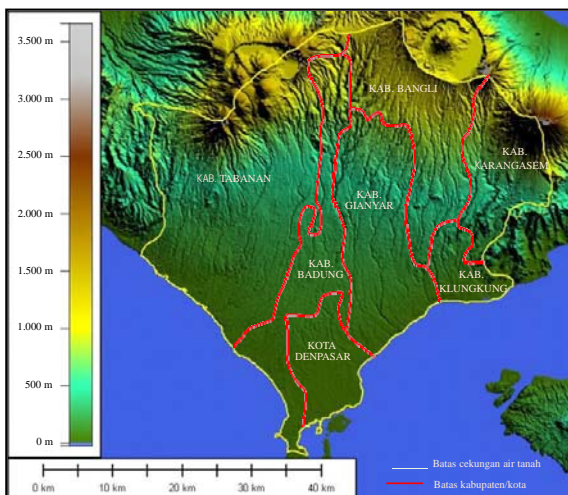 3.500 m
3.000 m
2.500 m
2.000 m
1.500 m
1.000 m
500 m
0 m
KAB. BANGLI
KAB.
KARANGASEM
KAB. TABANAN
KAB.
GIANYAR
KAB.
BADUNG
KAB.
KLUNGKUNG
KOTA
DENPASAR
0 km
10 km
20 km
30 km
40 km
Batas cekungan air tanah
Batas kabupaten/kota